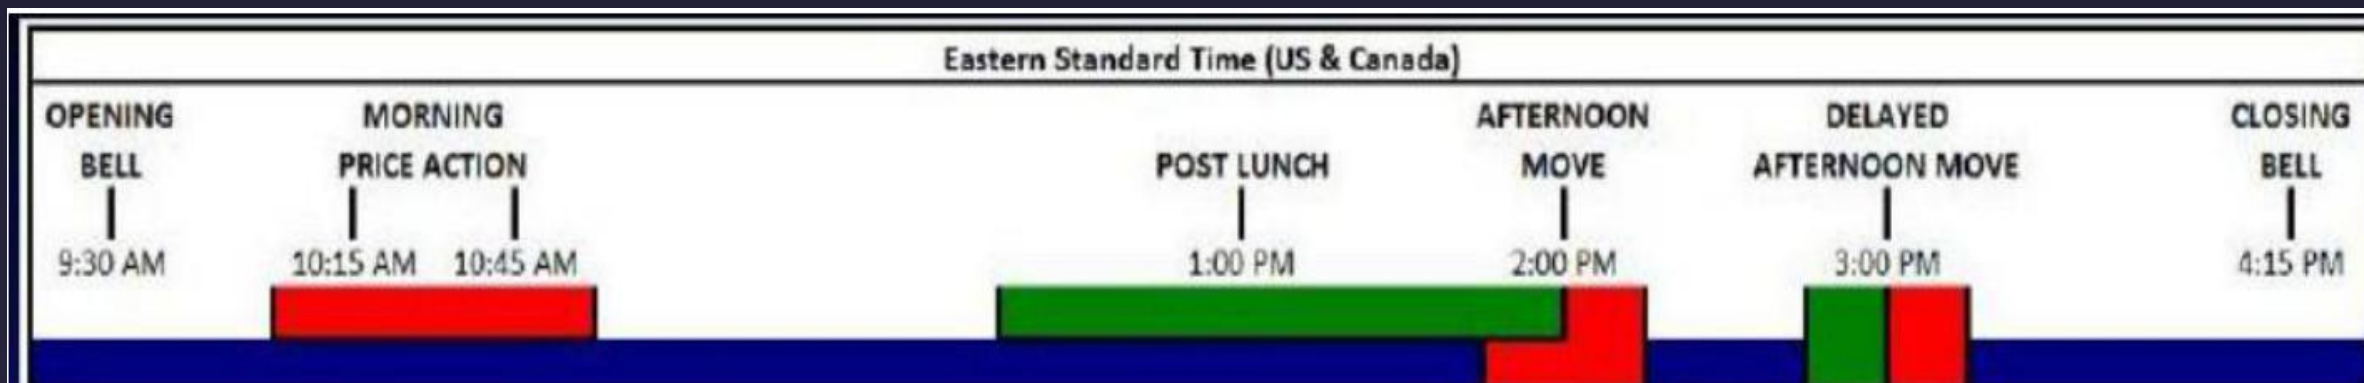 Eastern Standard Time (US & Canada)
OPENING MORNING AFTERNOON DELAYED CLOSING
BELL PRICE ACTION POST LUNCH MOVE AFTERNOON MOVE BELL
9:30 AM 10:15 AM 10:45 AM 1:00 PM 2:00 PM 3:00 PM 4:15 PM